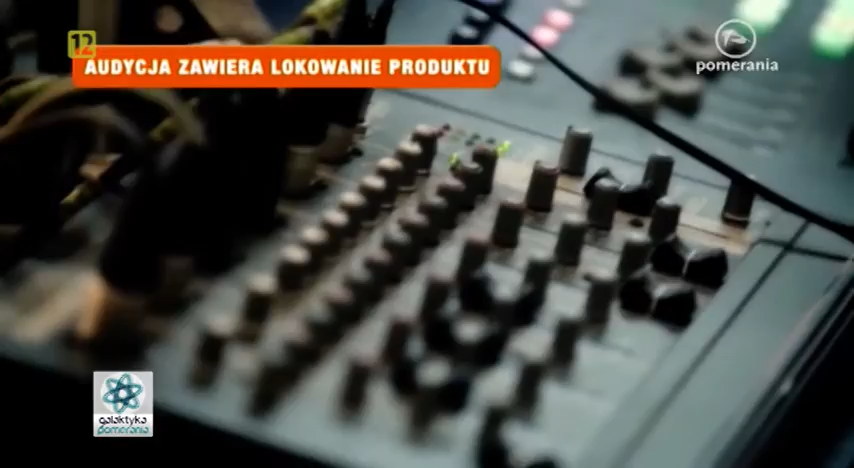 12
AUDYCJA ZAWIERA LOKOWANIE PRODUKTU
pomerania
galaktyka
pomerania